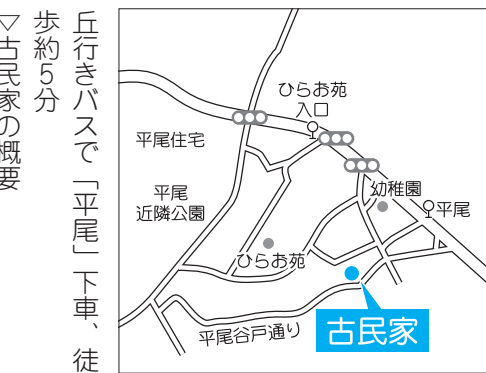 丘行きバスで「平尾」下車、徒
歩約5分
▽古民家の概要
ひらお苑
入口
平尾住宅
平尾
近隣公園
幼稚園
平尾
ひらお苑
平尾谷戸通り
古民家